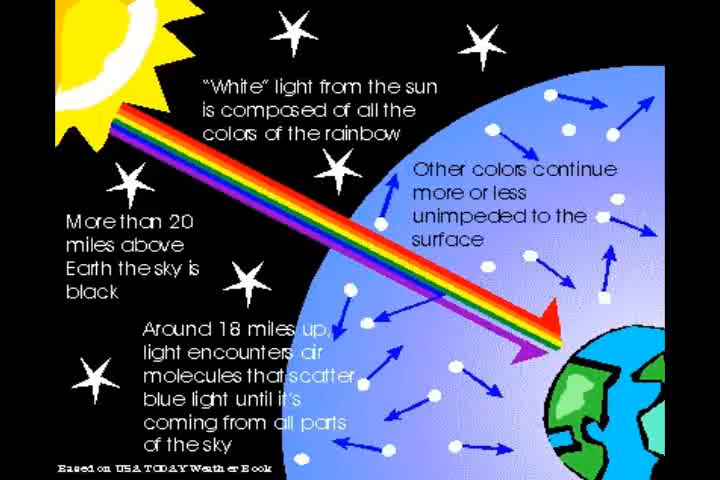 "White" light from the sun
is composed of all the
colors of the rainbow
Other colors continue
more or less
unimpeded to the
surface
More than 20
miles above
Earth the sky is
black
Around 18 miles up,
light encounters air
molecules that scatter
blue light until it's
coming from all parts
of the sky
Based on USA TODAY Weather Book